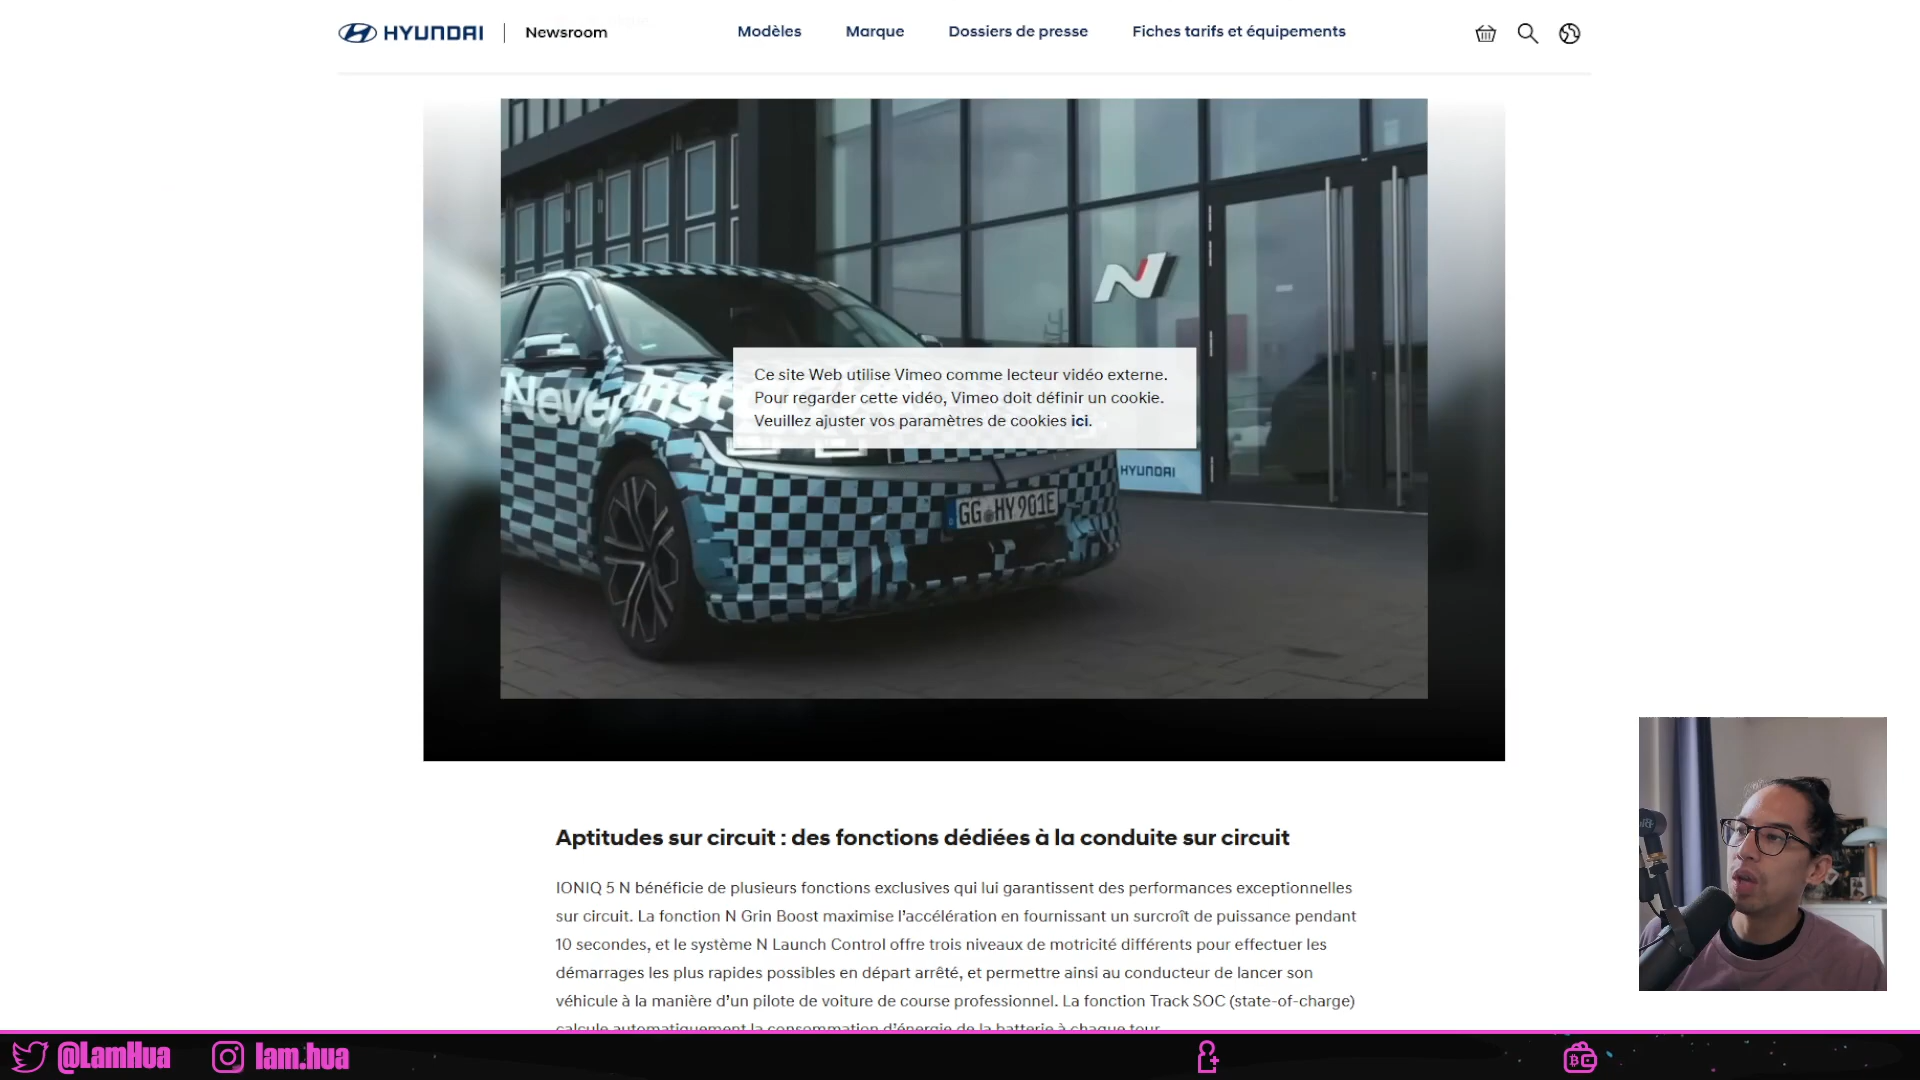 HYUNDAI
Newsroom
Modèles
Marque
Dossiers de presse
Fiches tarifs et équipements
N
Never
Ce site Web utilise Vimeo comme lecteur vidéo externe.
Pour regarder cette vidéo, Vimeo doit définir un cookie.
Veuillez ajuster vos paramètres de cookies ici.
HYUNDAI
GG HY 901E
Aptitudes sur circuit : des fonctions dédiées à la conduite sur circuit
IONIQ 5 N bénéficie de plusieurs fonctions exclusives qui lui garantissent des performances exceptionnelles
sur circuit. La fonction N Grin Boost maximise l’accélération en fournissant un surcroît de puissance pendant
10 secondes, et le système N Launch Control offre trois niveaux de motricité différents pour effectuer les
démarrages les plus rapides possibles en départ arrêté, et permettre ainsi au conducteur de lancer son
véhicule à la manière d’un pilote de voiture de course professionnel. La fonction Track SOC (state-of-charge)
calcule automatiquement la consommation d’énergie de la batterie à chaque tour.
@LamHua
lam.hua